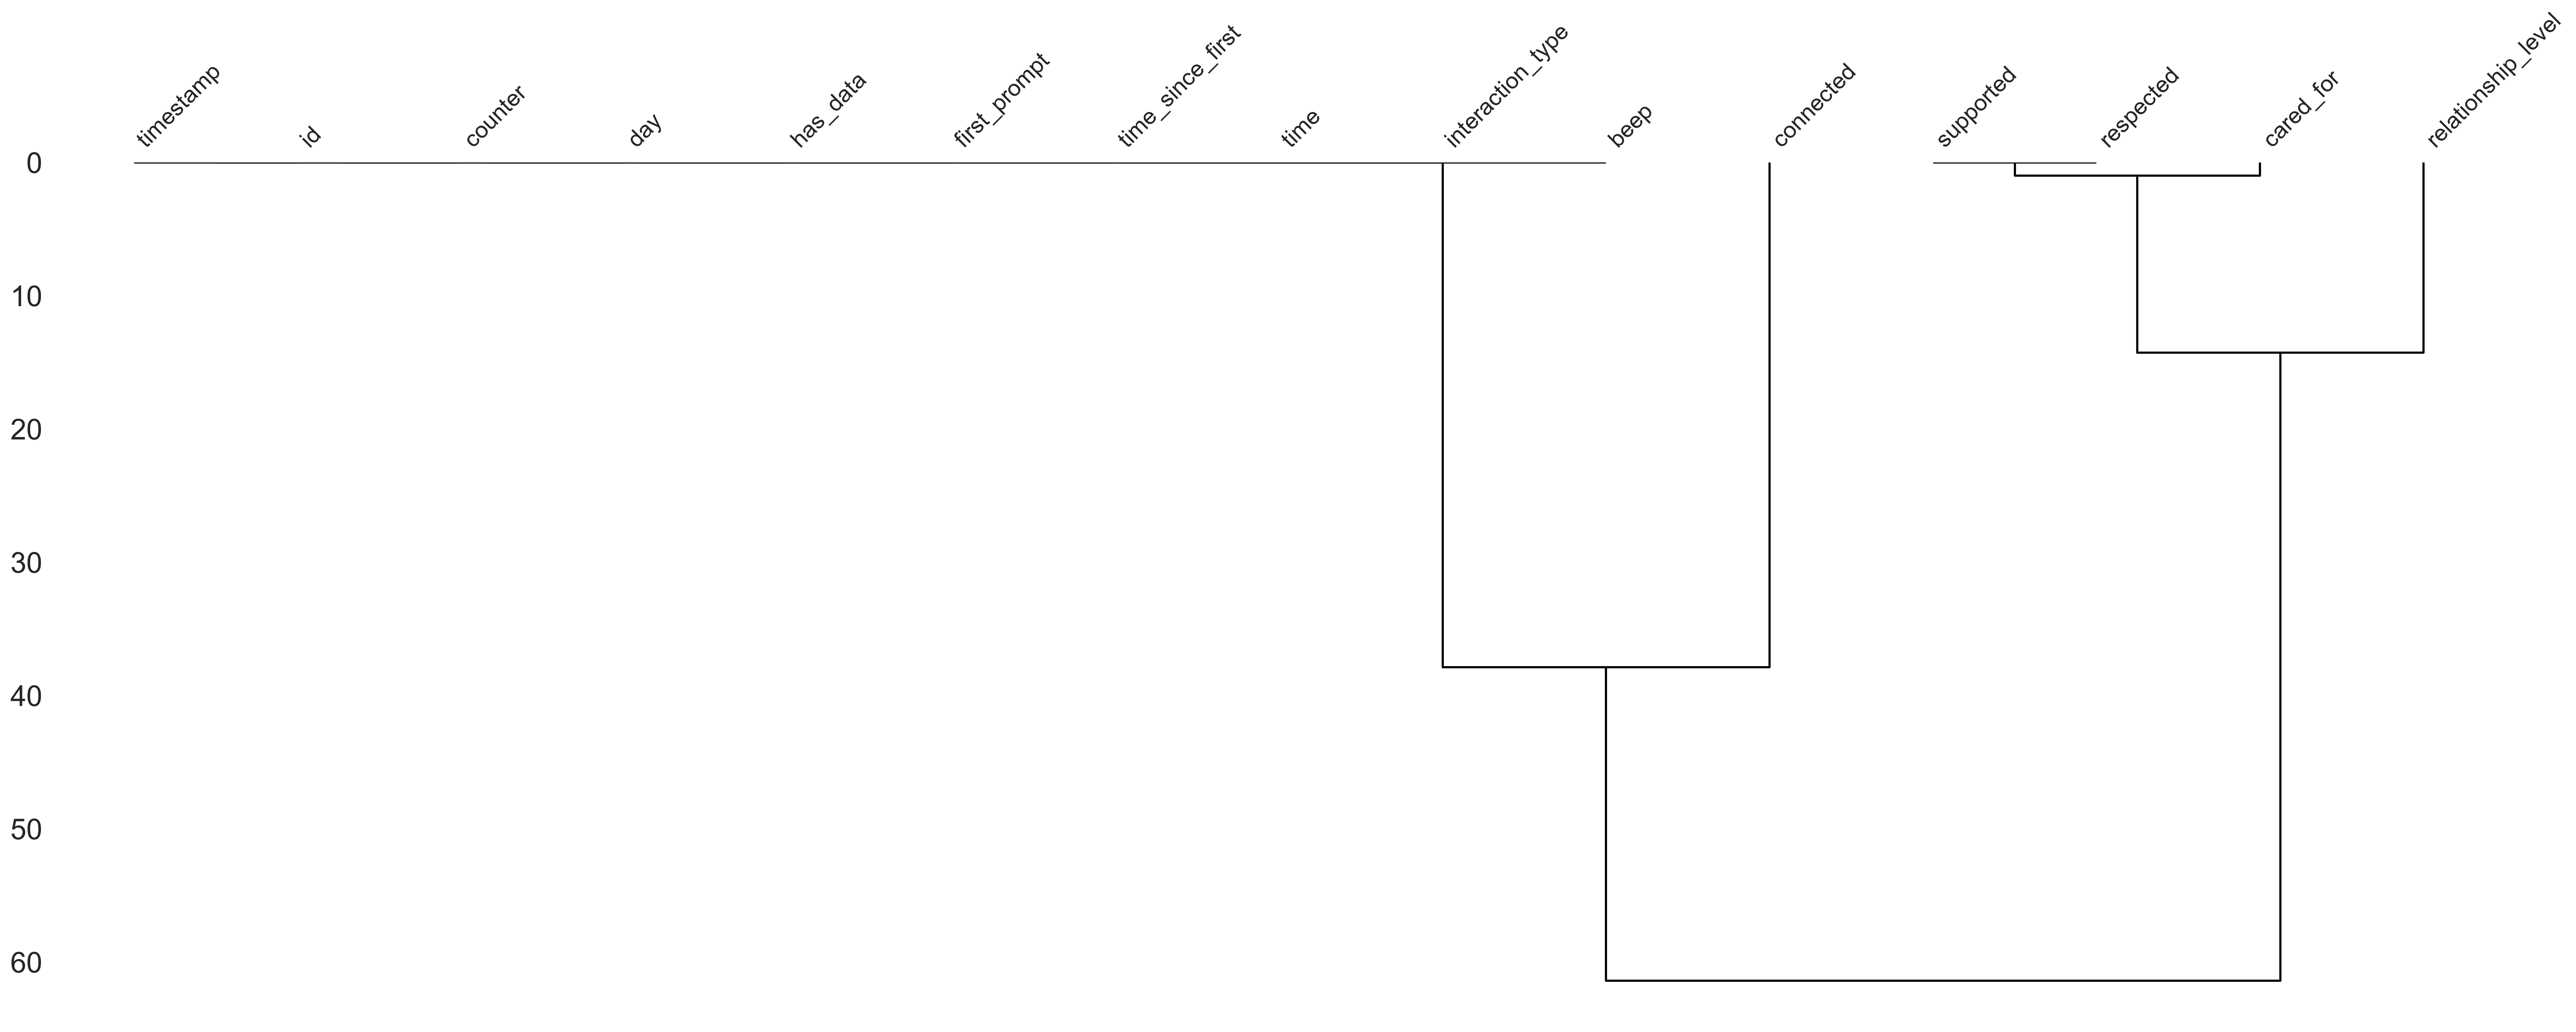 timestamp
id
counter
day
has_data
first_prompt
time_since_first
time
interaction_type
beep
connected
supported
respected
cared_for
relationship_level
0
10
20
30
40
50
60